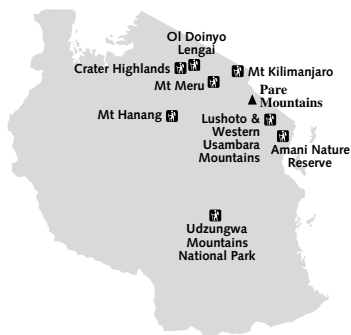 Ol Doinyo
Lengai
Crater Highlands
Mt Kilimanjaro
Mt Meru
Pare
Mountains
Mt Hanang
Lushoto &
Western
Usambara
Mountains
Amani Nature
Reserve
Udzungwa
Mountains
National Park